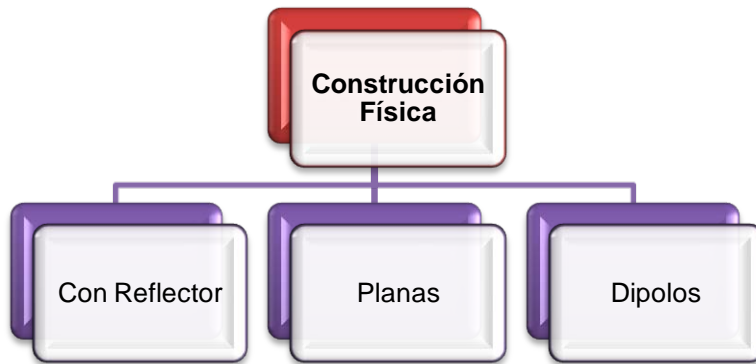 Construcción
Física
Con Reflector
Planas
Dipolos